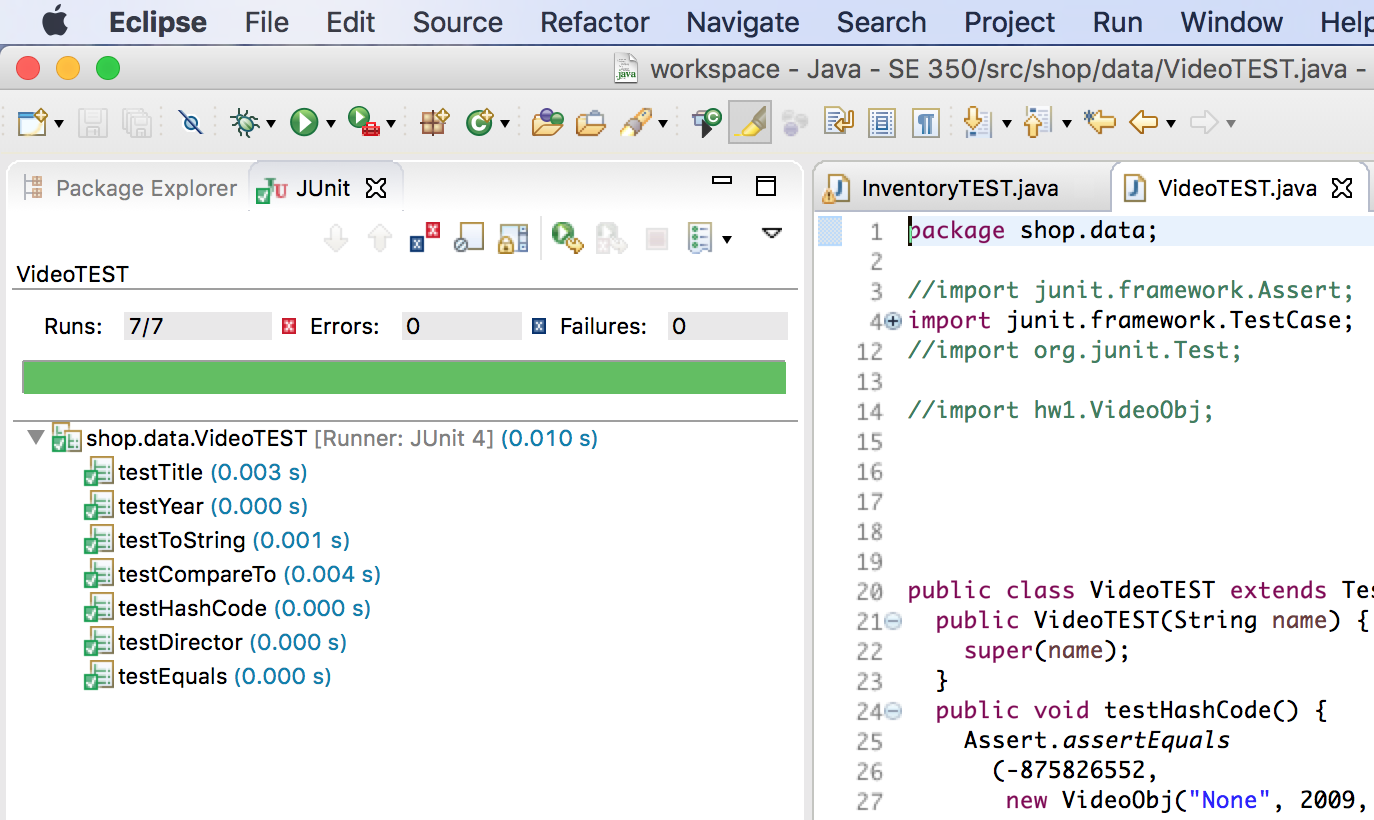 Eclipse File Edit Source Refactor Navigate Search Project Run Window Help
workspace - Java - SE 350/src/shop/data/VideoTEST.java -
Package Explorer JUnit
VideoTEST
Runs: 7/7 Errors: 0 Failures: 0
shop.data.VideoTEST [Runner: JUnit 4] (0.010 s)
testTitle (0.003 s)
testYear (0.000 s)
testToString (0.001 s)
testCompareTo (0.004 s)
testHashCode (0.000 s)
testDirector (0.000 s)
testEquals (0.000 s)
InventoryTEST.java VideoTEST.java
1 package shop.data;
2
3 //import junit.framework.Assert;
4 import junit.framework.TestCase;
12 //import org.junit.Test;
13
14 //import hw1.VideoObj;
15
16
17
18
19
20 public class VideoTEST extends Tes
21 public VideoTEST(String name) {
22 super(name);
23 }
24 public void testHashCode() {
25 Assert.assertEquals
26 (-875826552,
27 new VideoObj("None", 2009,